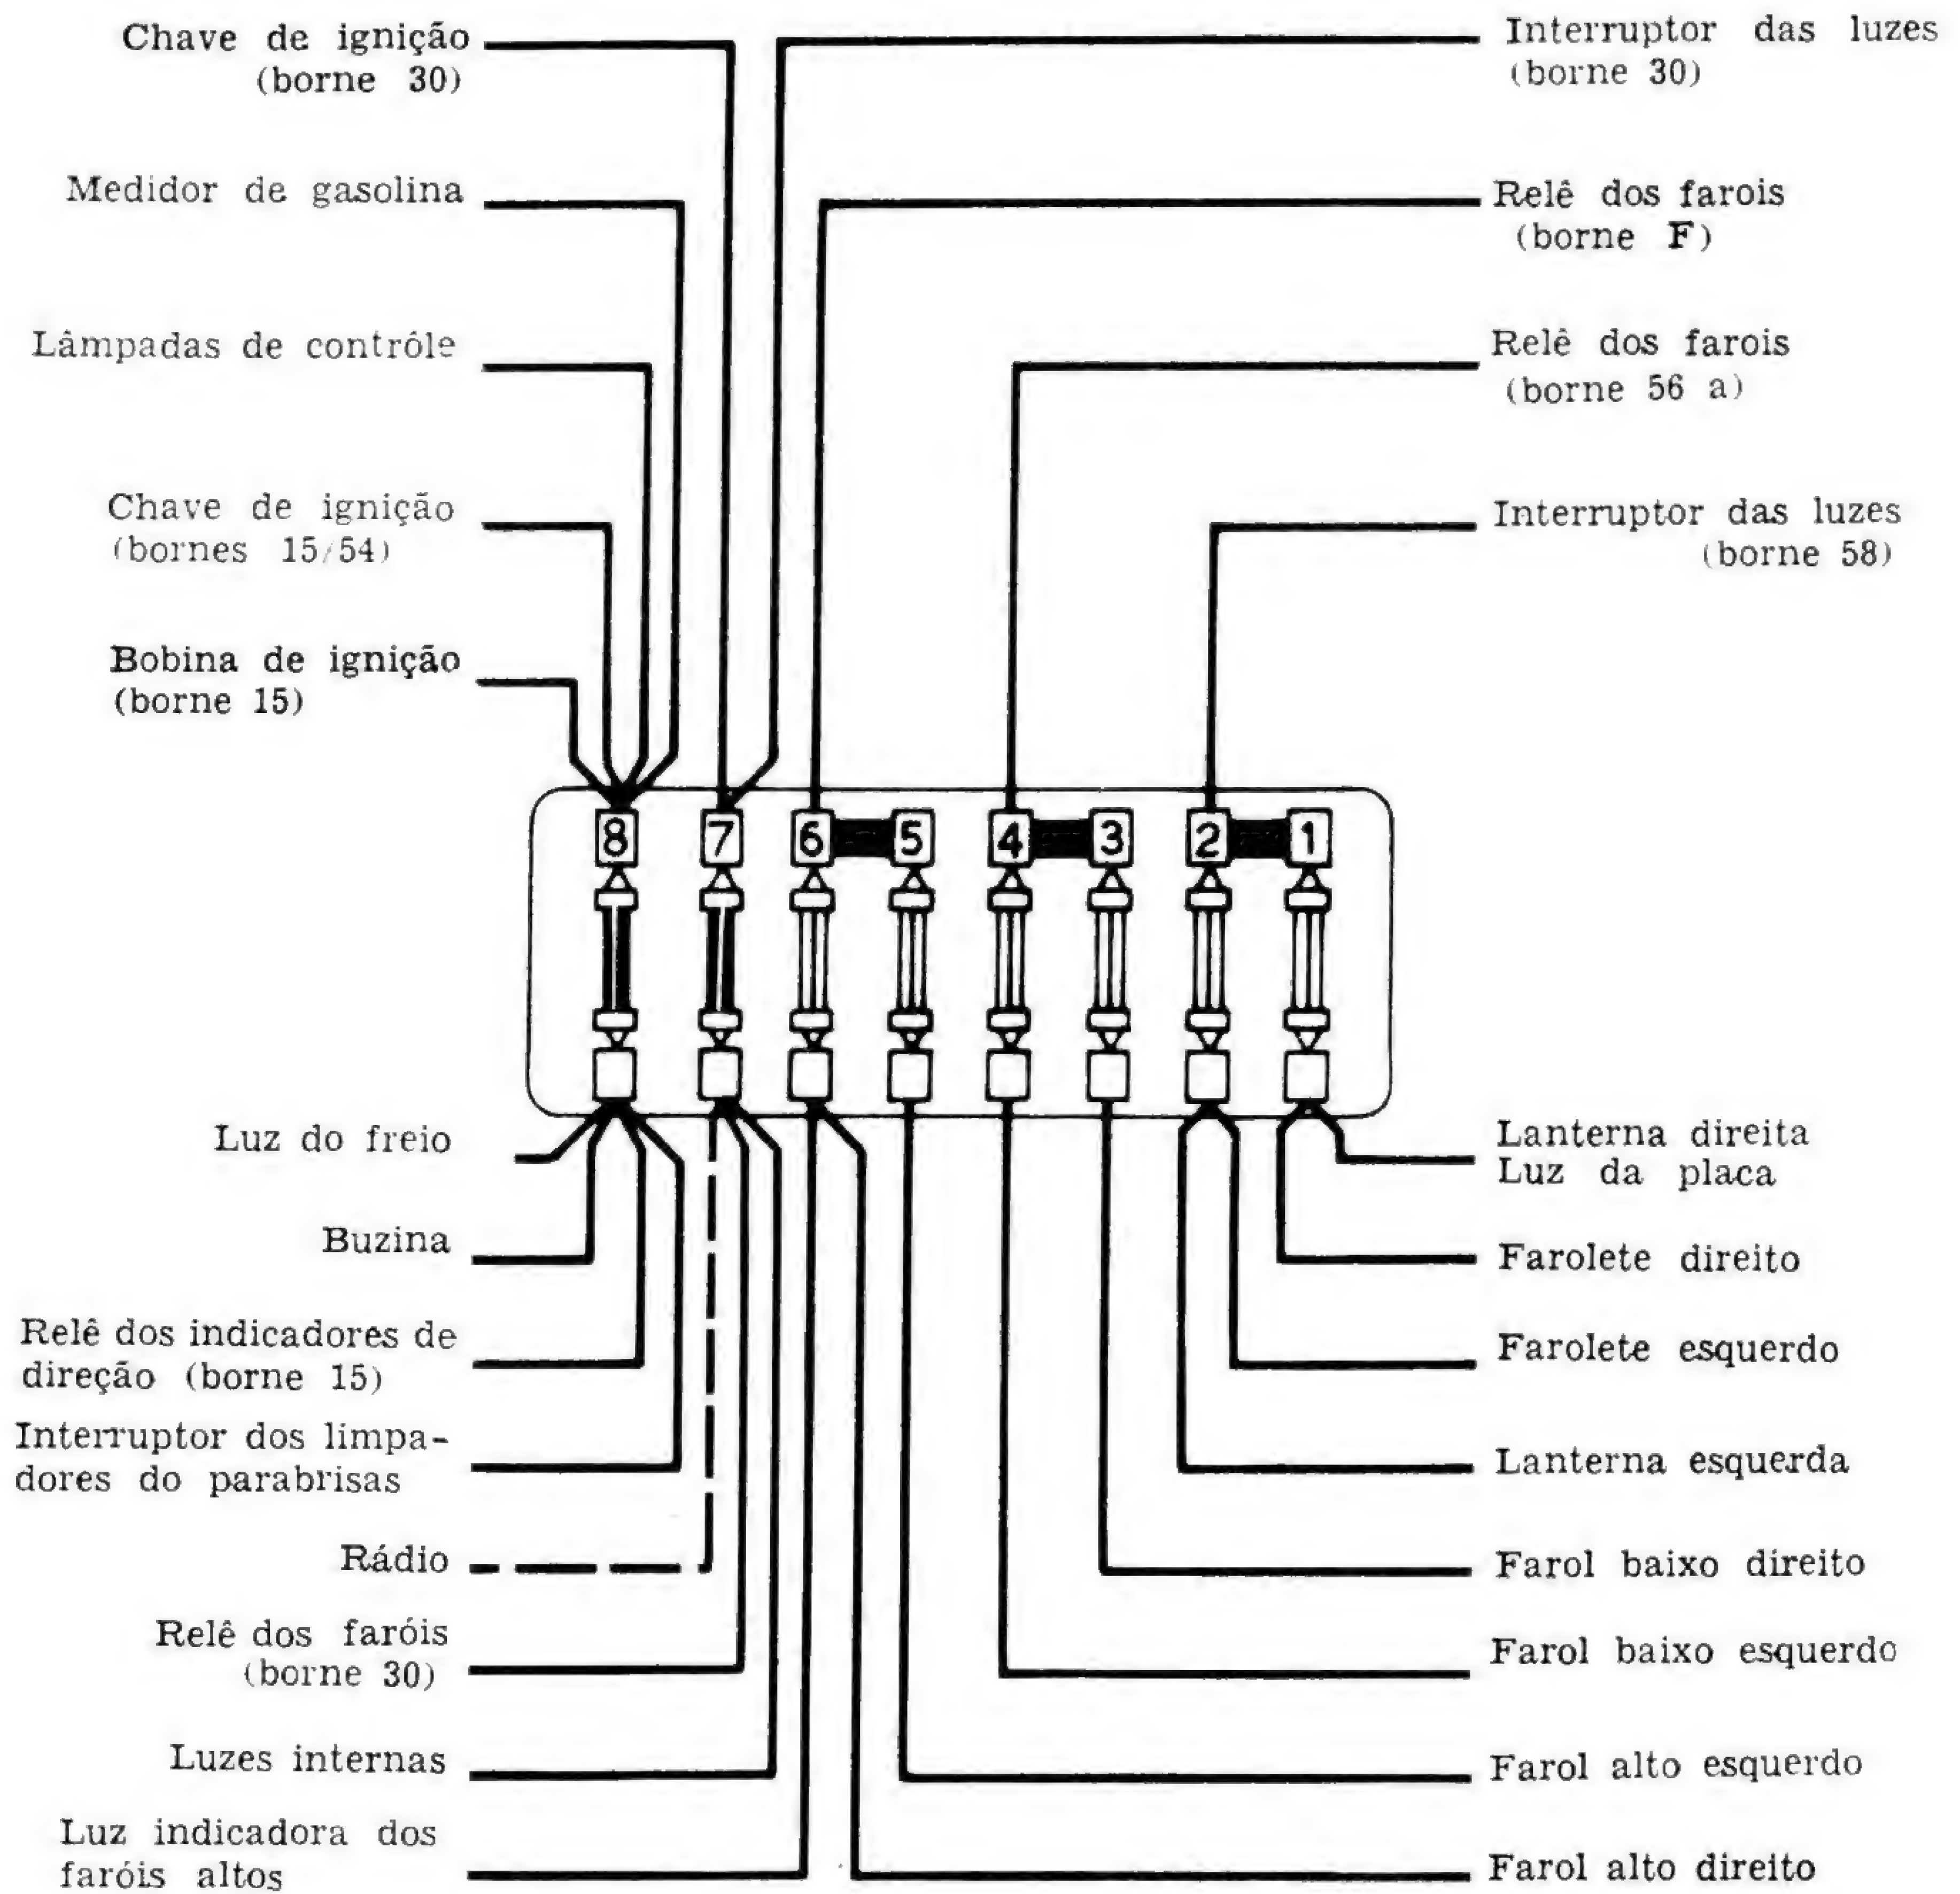 Chave de ignição
(borne 30)
Interruptor das luzes
(borne 30)
Medidor de gasolina
Relê dos farois
(borne F)
Lâmpadas de contrôle
Relê dos farois
(borne 56 a)
Chave de ignição
(bornes 15/54)
Interruptor das luzes
(borne 58)
Bobina de ignição
(borne 15)
8 7 6 5 4 3 2 1
Luz do freio
Lanterna direita
Luz da placa
Buzina
Farolete direito
Relê dos indicadores de
direção (borne 15)
Farolete esquerdo
Interruptor dos limpa-
dores do parabrisas
Lanterna esquerda
Rádio
Farol baixo direito
Relê dos faróis
(borne 30)
Farol baixo esquerdo
Luzes internas
Farol alto esquerdo
Luz indicadora dos
faróis altos
Farol alto direito